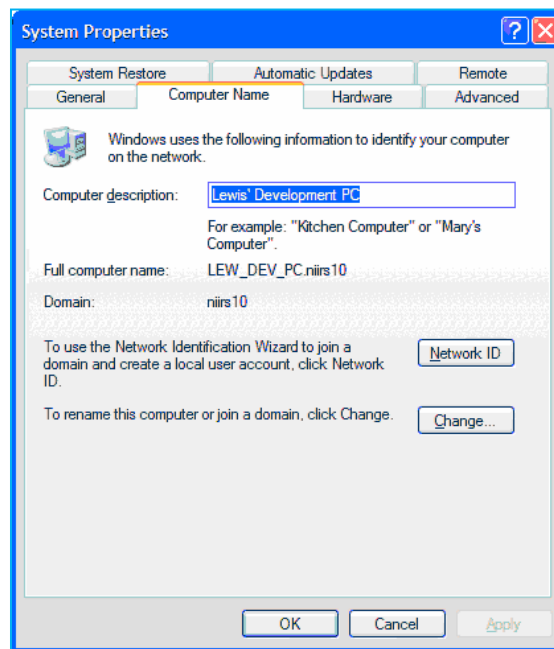 System Properties
System Restore Automatic Updates Remote
General Computer Name Hardware Advanced
Windows uses the following information to identify your computer
on the network.
Computer description: Lewis' Development PC
For example: "Kitchen Computer" or "Mary's
Computer".
Full computer name: LEW_DEV_PC.niirs10
Domain: niirs10
To use the Network Identification Wizard to join a
domain and create a local user account, click Network
ID.
Network ID
To rename this computer or join a domain, click Change.
Change...
OK Cancel Apply